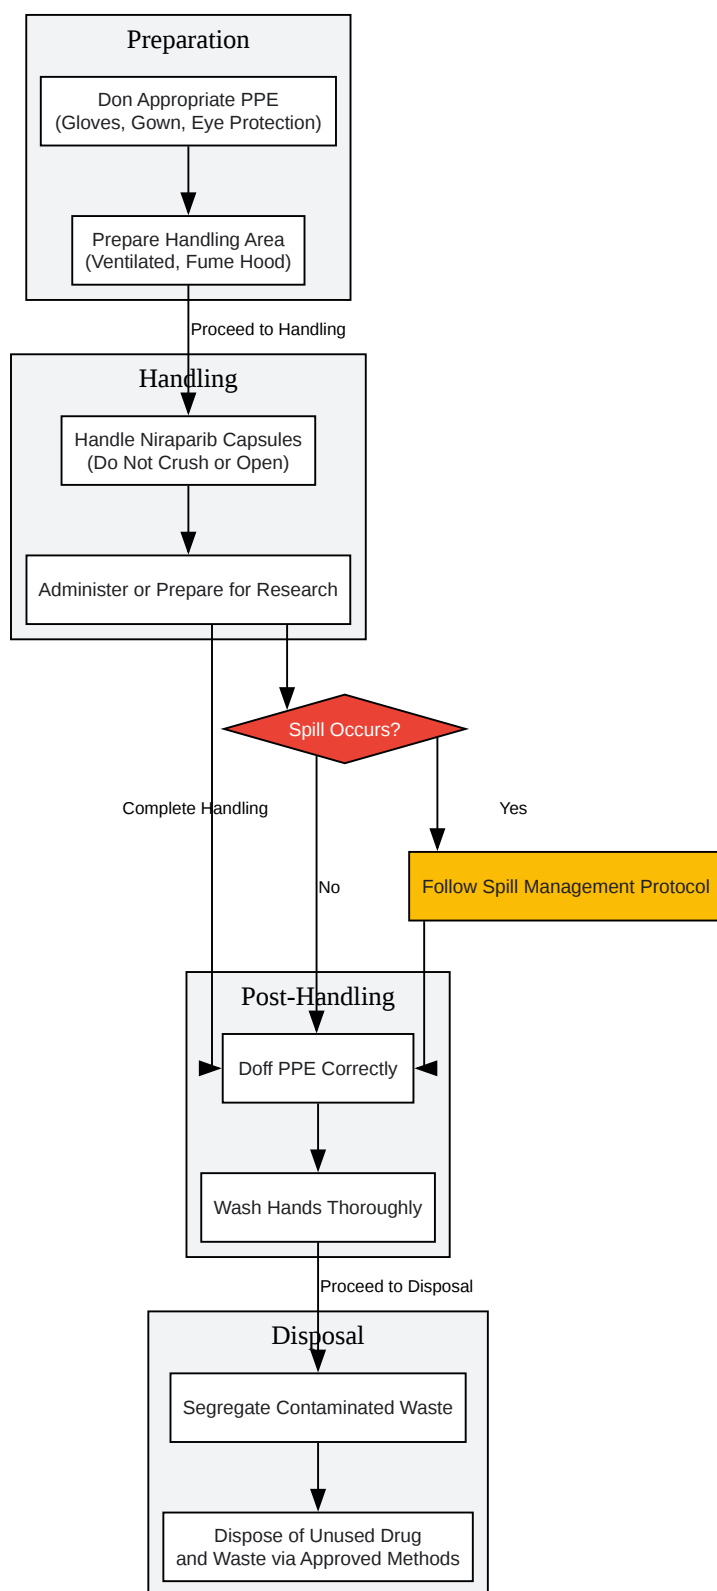 Preparation
Don Appropriate PPE
(Gloves, Gown, Eye Protection)
Prepare Handling Area
(Ventilated, Fume Hood)
Proceed to Handling
Handling
Handle Niraparib Capsules
(Do Not Crush or Open)
Administer or Prepare for Research
Spill Occurs?
Complete Handling
Yes
No
Follow Spill Management Protocol
Post-Handling
Doff PPE Correctly
Wash Hands Thoroughly
Proceed to Disposal
Disposal
Segregate Contaminated Waste
Dispose of Unused Drug
and Waste via Approved Methods